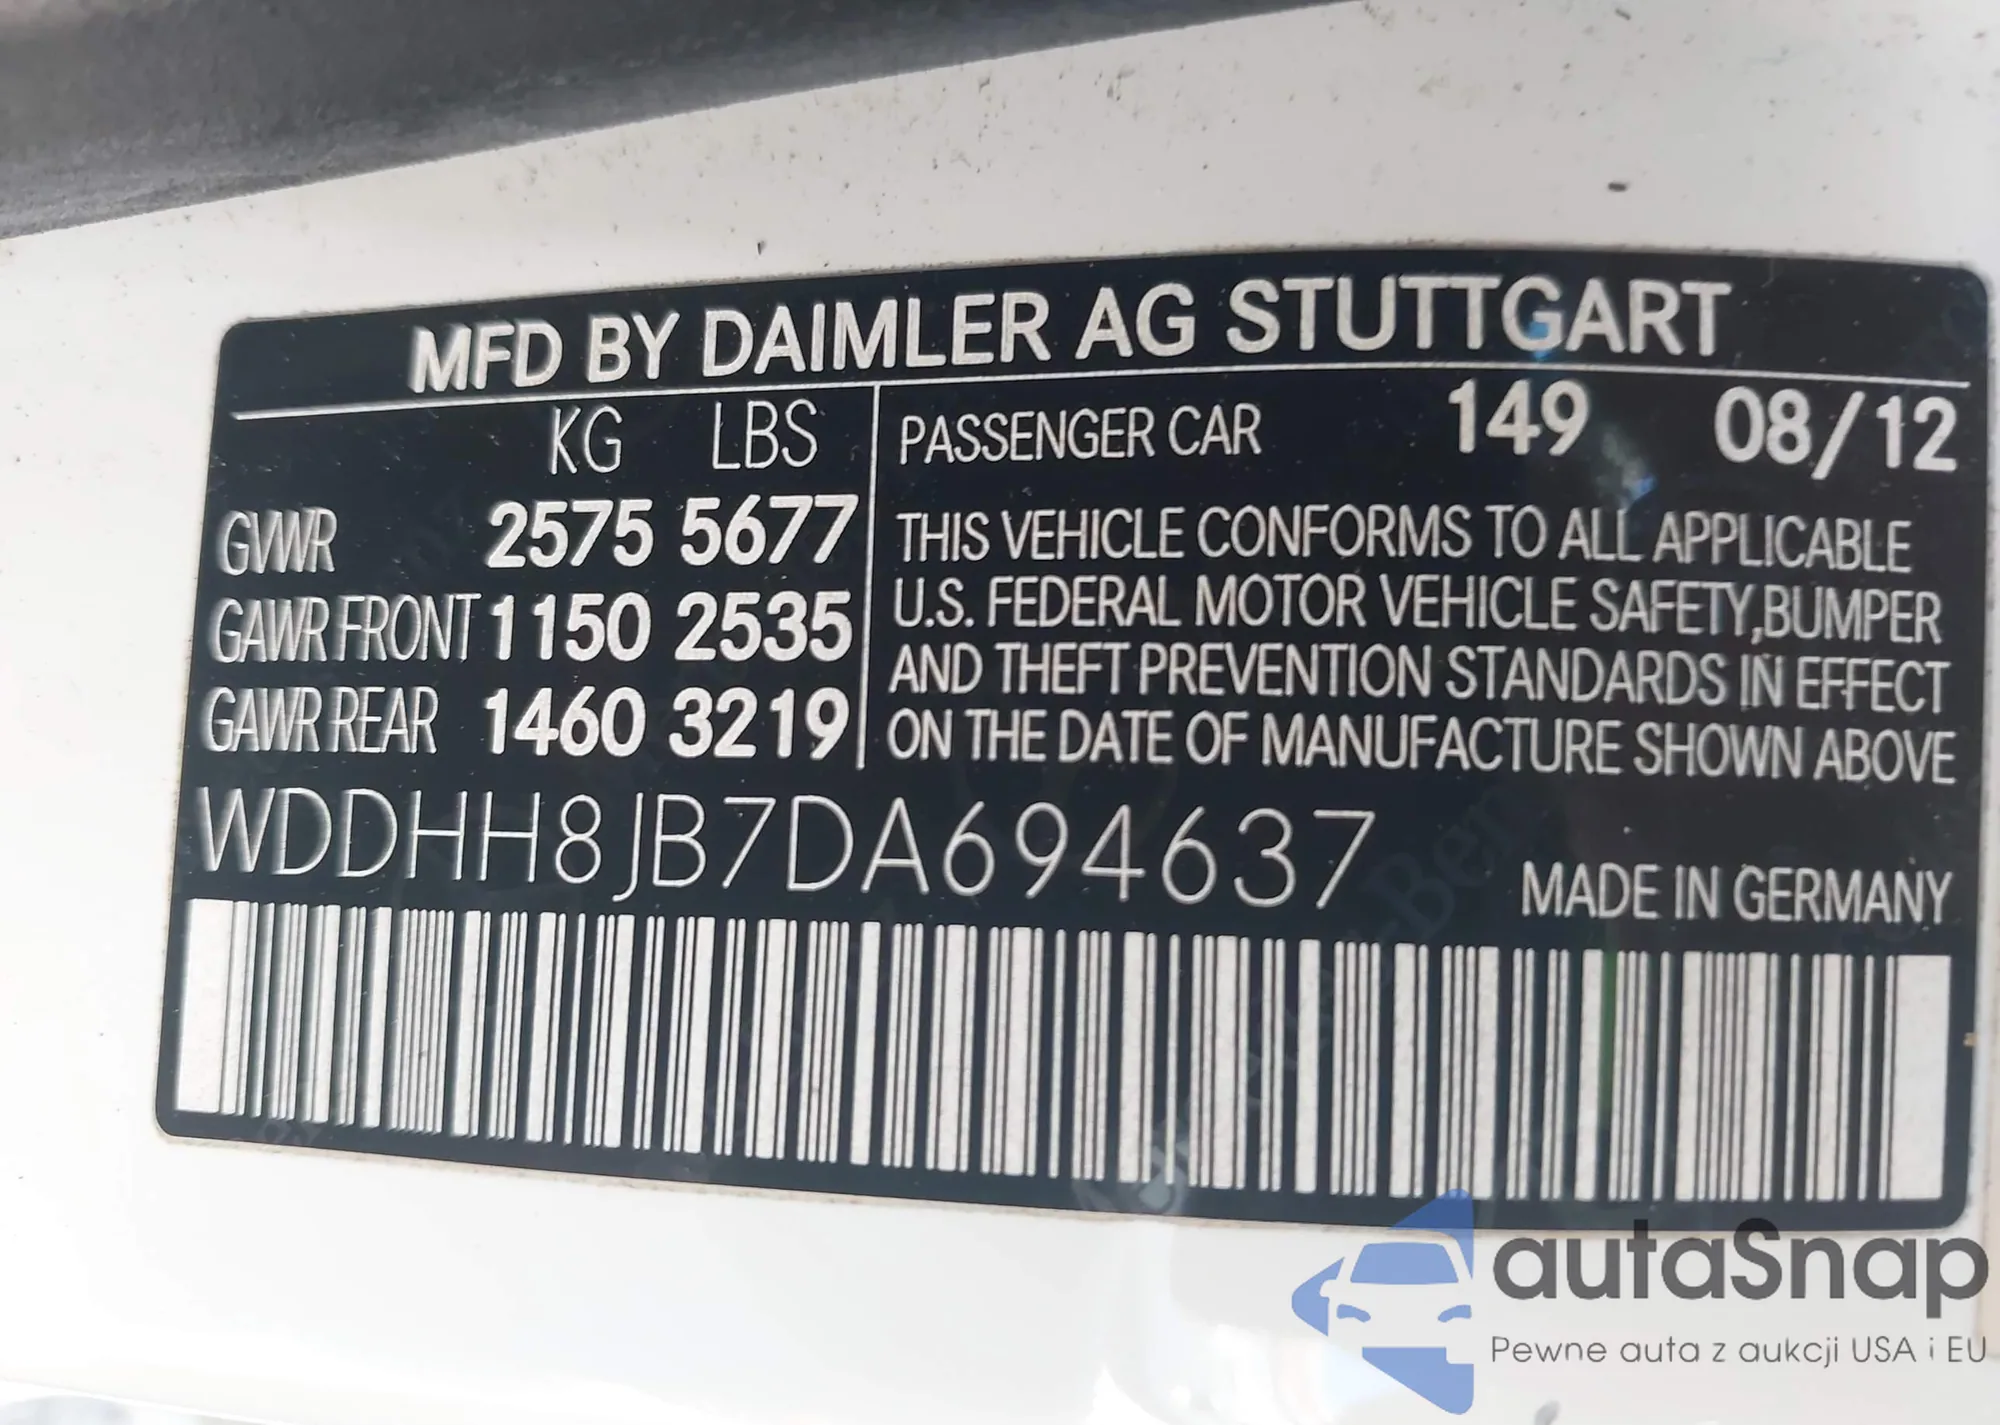 MFD BY DAIMLER AG STUTTGART
KG LBS
GVWR 2575 5677
GAWR FRONT 1150 2535
GAWR REAR 1460 3219
PASSENGER CAR 149 08/12
THIS VEHICLE CONFORMS TO ALL APPLICABLE
U.S. FEDERAL MOTOR VEHICLE SAFETY,BUMPER
AND THEFT PREVENTION STANDARDS IN EFFECT
ON THE DATE OF MANUFACTURE SHOWN ABOVE
WDDHH8JB7DA694637
MADE IN GERMANY
autaSnap
Pewne auta z aukcji USA i EU